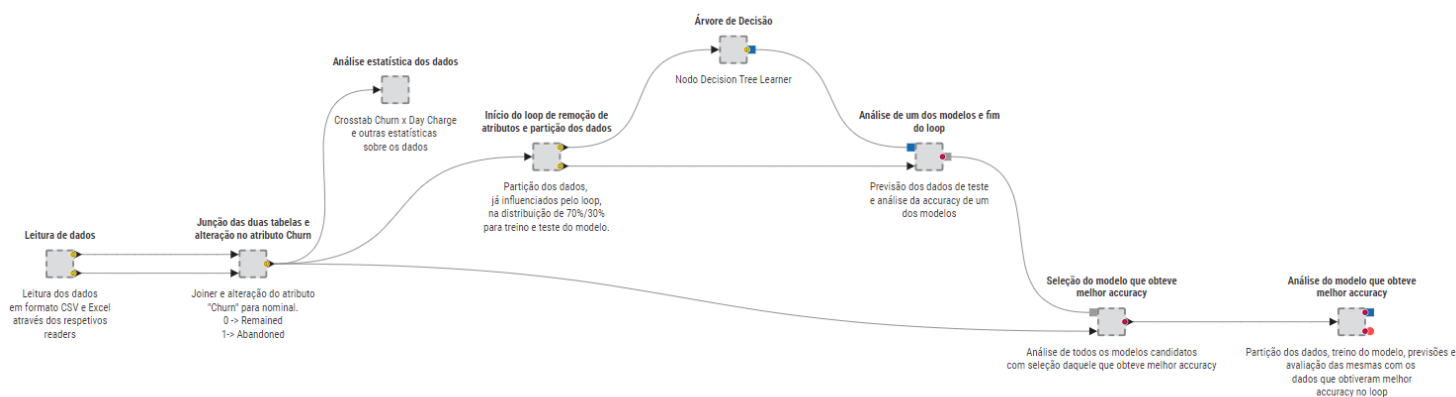 Árvore de Decisão
Nodo Decision Tree Learner
Análise estatística dos dados
Crosstab Churn x Day Charge
e outras estatísticas
sobre os dados
Início do loop de remoção de
atributos e partição dos dados
Partição dos dados,
já influenciados pelo loop,
na distribuição de 70%/30%
para treino e teste do modelo.
Análise de um dos modelos e fim
do loop
Previsão dos dados de teste
e análise da accuracy de um
dos modelos
Leitura de dados
Leitura dos dados
em formato CSV e Excel
através dos respetivos
readers
Junção das duas tabelas e
alteração no atributo Churn
Joiner e alteração do atributo
"Churn" para nominal.
0 -> Remained
1-> Abandoned
Seleção do modelo que obteve
melhor accuracy
Análise de todos os modelos candidatos
com seleção daquele que obteve melhor accuracy
Análise do modelo que obteve
melhor accuracy
Partição dos dados, treino do modelo, previsões e
avaliação das mesmas com os
dados que obtiveram melhor
accuracy no loop